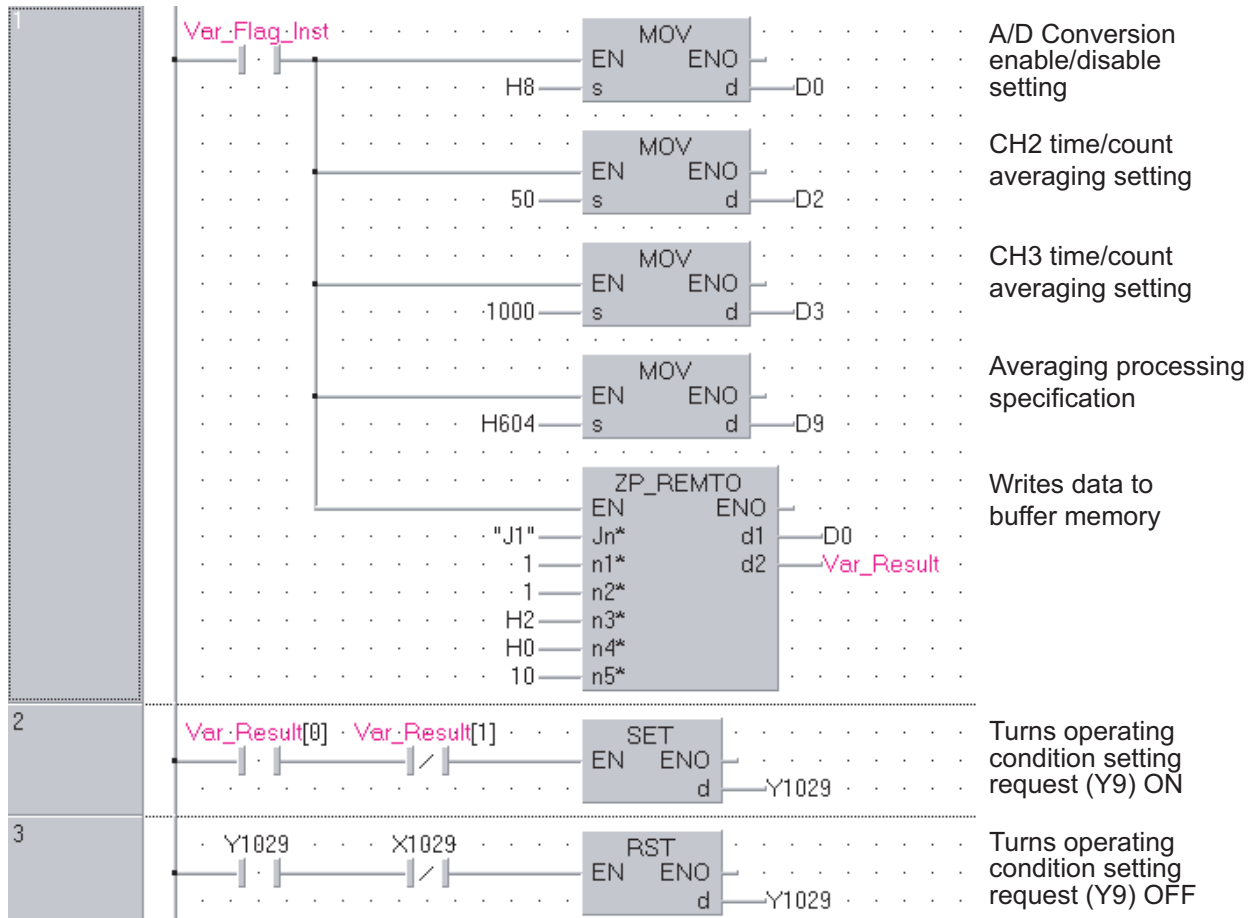 1
Var_Flag_Inst
MOV
EN ENO
H8 s d D0
A/D Conversion
enable/disable
setting
MOV
EN ENO
50 s d D2
CH2 time/count
averaging setting
MOV
EN ENO
1000 s d D3
CH3 time/count
averaging setting
MOV
EN ENO
H604 s d D9
Averaging processing
specification
ZP_REMTO
EN ENO
"J1" Jn* d1 D0
1 n1* d2 Var_Result
1 n2*
H2 n3*
H0 n4*
10 n5*
Writes data to
buffer memory
2
Var_Result[0] Var_Result[1]
SET
EN ENO
d Y1029
Turns operating
condition setting
request (Y9) ON
3
Y1029 X1029
RST
EN ENO
d Y1029
Turns operating
condition setting
request (Y9) OFF